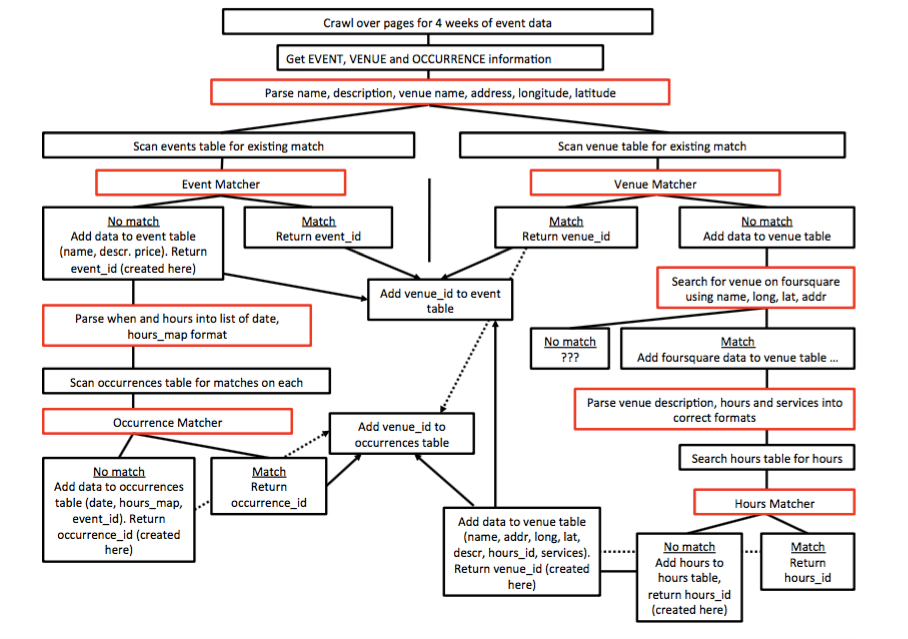 Crawl over pages for 4 weeks of event data
Get EVENT, VENUE and OCCURRENCE information
Parse name, description, venue name, address, longitude, latitude
Scan events table for existing match
Scan venue table for existing match
Event Matcher
Venue Matcher
No match
Add data to event table
(name, descr. price). Return
event_id (created here)
Match
Return event_id
Match
Return venue_id
No match
Add data to venue table
Add venue_id to event
table
Search for venue on foursquare
using name, long, lat, addr
Parse when and hours into list of date,
hours_map format
No match
???
Match
Add foursquare data to venue table ...
Scan occurrences table for matches on each
Parse venue description, hours and services into
correct formats
Occurrence Matcher
Add venue_id to
occurrences table
Search hours table for hours
No match
Add data to occurrences
table (date, hours_map,
event_id). Return
occurrence_id (created
here)
Match
Return
occurrence_id
Hours Matcher
Add data to venue table
(name, addr, long, lat,
descr, hours_id, services).
Return venue_id (created
here)
No match
Add hours to
hours table,
return hours_id
(created here)
Match
Return
hours_id